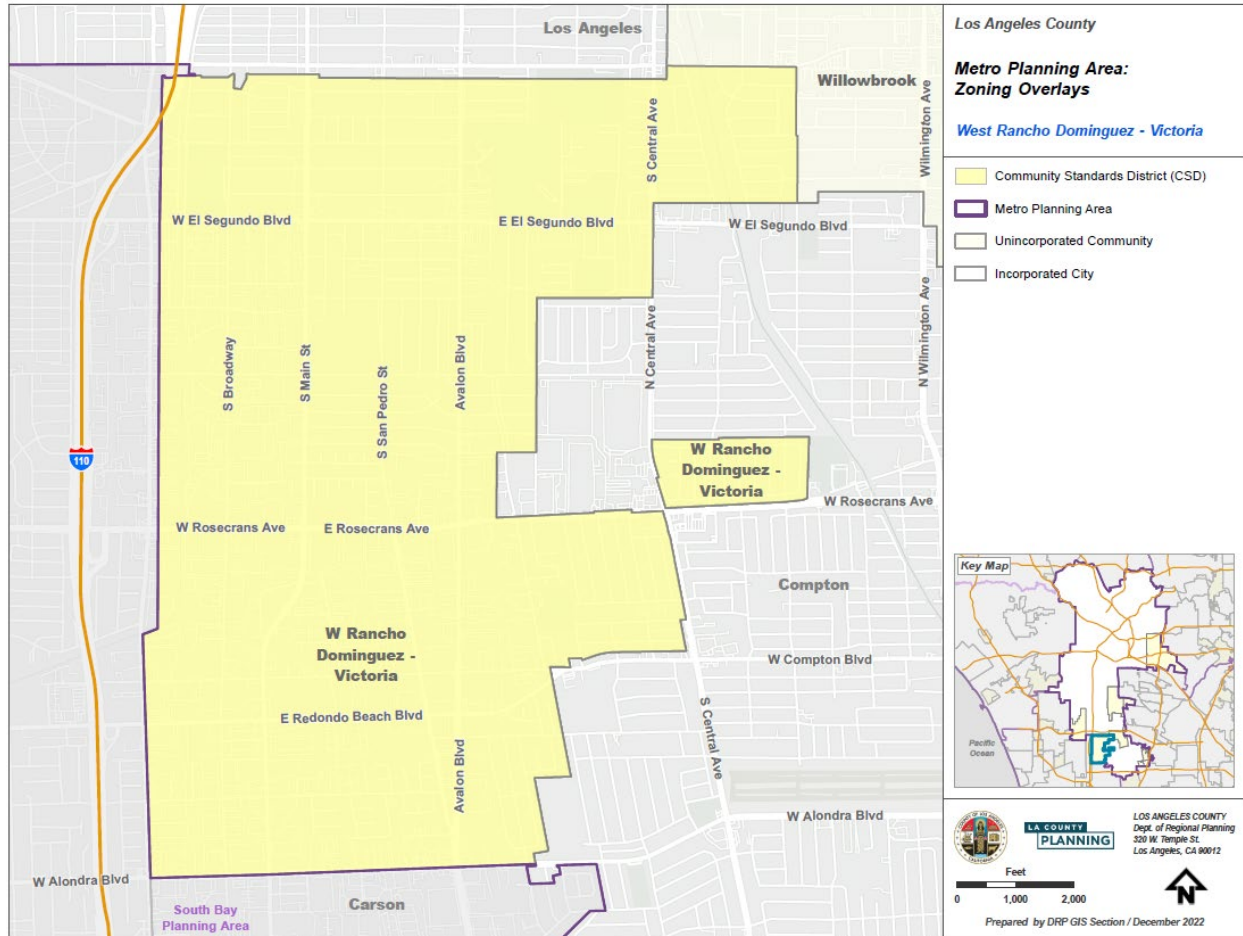 Los Angeles
Willowbrook
Wilmington Ave
S Central Ave
W El Segundo Blvd
E El Segundo Blvd
W El Segundo Blvd
S Broadway
S Main St
S San Pedro St
Avalon Blvd
N Central Ave
N Wilmington Ave
110
W Rancho
Dominguez -
Victoria
W Rosecrans Ave
W Rosecrans Ave
E Rosecrans Ave
Compton
W Rancho
Dominguez -
Victoria
W Compton Blvd
E Redondo Beach Blvd
S Central Ave
Avalon Blvd
W Alondra Blvd
W Alondra Blvd
Carson
South Bay
Planning Area
Los Angeles County
Metro Planning Area:
Zoning Overlays
West Rancho Dominguez - Victoria
Community Standards District (CSD)
Metro Planning Area
Unincorporated Community
Incorporated City
Key Map
Pacific
Ocean
LA COUNTY
PLANNING
LOS ANGELES COUNTY
Dept. of Regional Planning
320 W. Temple St.
Los Angeles, CA 90012
Feet
0 1,000 2,000
N
Prepared by DRP GIS Section / December 2022